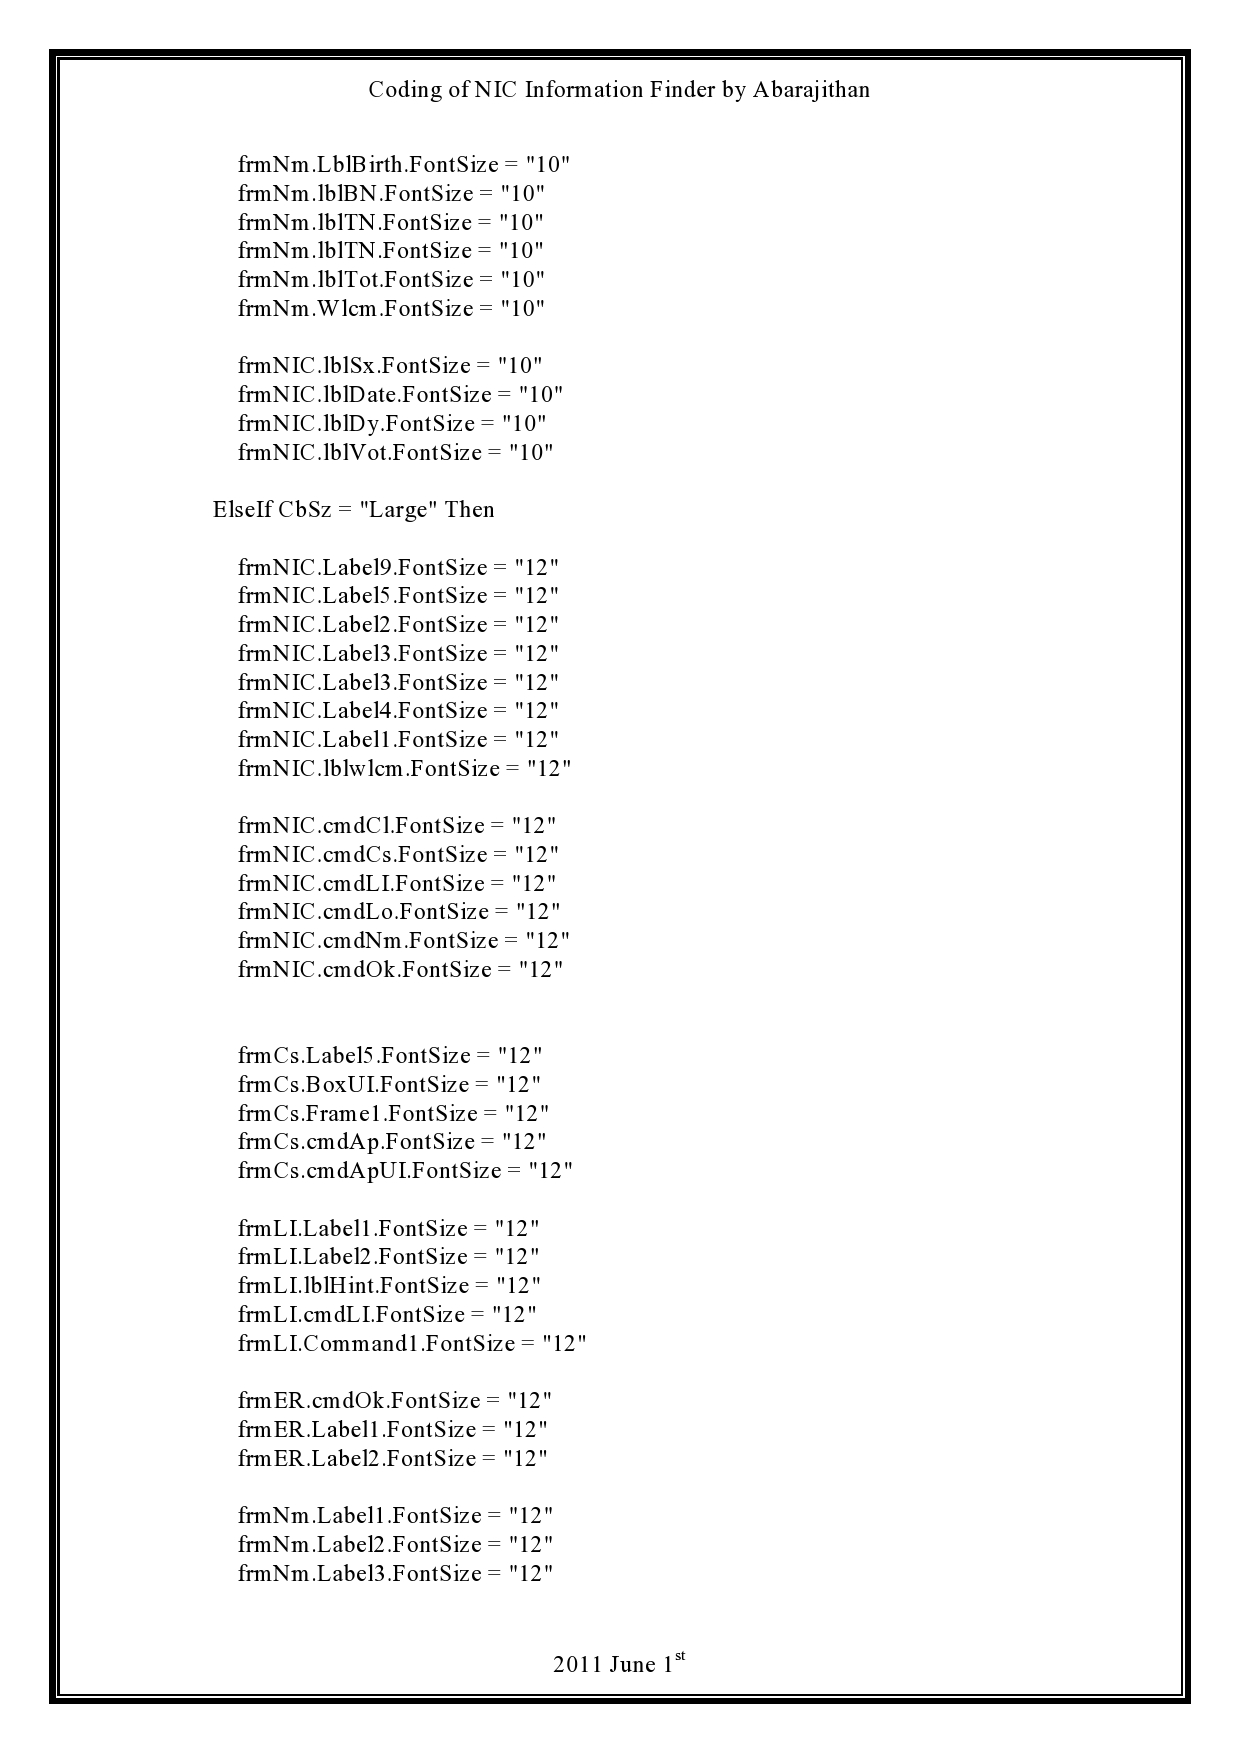 Coding of NIC Information Finder by Abarajithan
frmNm.LblBirth.FontSize = "10"
frmNm.lblBN.FontSize = "10"
frmNm.lblTN.FontSize = "10"
frmNm.lblTN.FontSize = "10"
frmNm.lblTot.FontSize = "10"
frmNm.Wlcm.FontSize = "10"
frmNIC.lblSx.FontSize = "10"
frmNIC.lblDate.FontSize = "10"
frmNIC.lblDy.FontSize = "10"
frmNIC.lblVot.FontSize = "10"
ElseIf CbSz = "Large" Then
frmNIC.Label9.FontSize = "12"
frmNIC.Label5.FontSize = "12"
frmNIC.Label2.FontSize = "12"
frmNIC.Label3.FontSize = "12"
frmNIC.Label3.FontSize = "12"
frmNIC.Label4.FontSize = "12"
frmNIC.Label1.FontSize = "12"
frmNIC.lblwlcm.FontSize = "12"
frmNIC.cmdCl.FontSize = "12"
frmNIC.cmdCs.FontSize = "12"
frmNIC.cmdLI.FontSize = "12"
frmNIC.cmdLo.FontSize = "12"
frmNIC.cmdNm.FontSize = "12"
frmNIC.cmdOk.FontSize = "12"
frmCs.Label5.FontSize = "12"
frmCs.BoxUI.FontSize = "12"
frmCs.Frame1.FontSize = "12"
frmCs.cmdAp.FontSize = "12"
frmCs.cmdApUI.FontSize = "12"
frmLI.Label1.FontSize = "12"
frmLI.Label2.FontSize = "12"
frmLI.lblHint.FontSize = "12"
frmLI.cmdLI.FontSize = "12"
frmLI.Command1.FontSize = "12"
frmER.cmdOk.FontSize = "12"
frmER.Label1.FontSize = "12"
frmER.Label2.FontSize = "12"
frmNm.Label1.FontSize = "12"
frmNm.Label2.FontSize = "12"
frmNm.Label3.FontSize = "12"
2011 June 1st